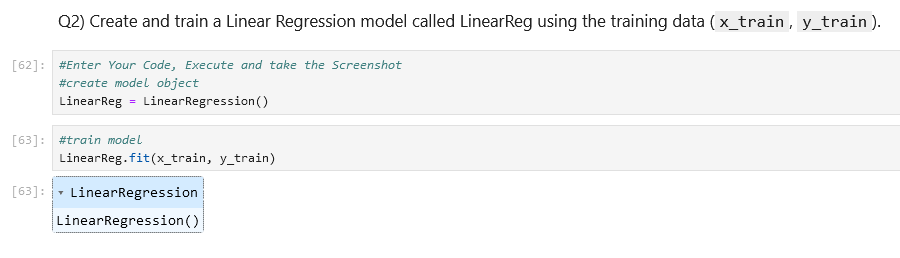 Q2) Create and train a Linear Regression model called LinearReg using the training data ( x_train , y_train ).
[62]: #Enter Your Code, Execute and take the Screenshot
#create model object
LinearReg = LinearRegression()
[63]: #train model
LinearReg.fit(x_train, y_train)
[63]: ▾ LinearRegression
LinearRegression()